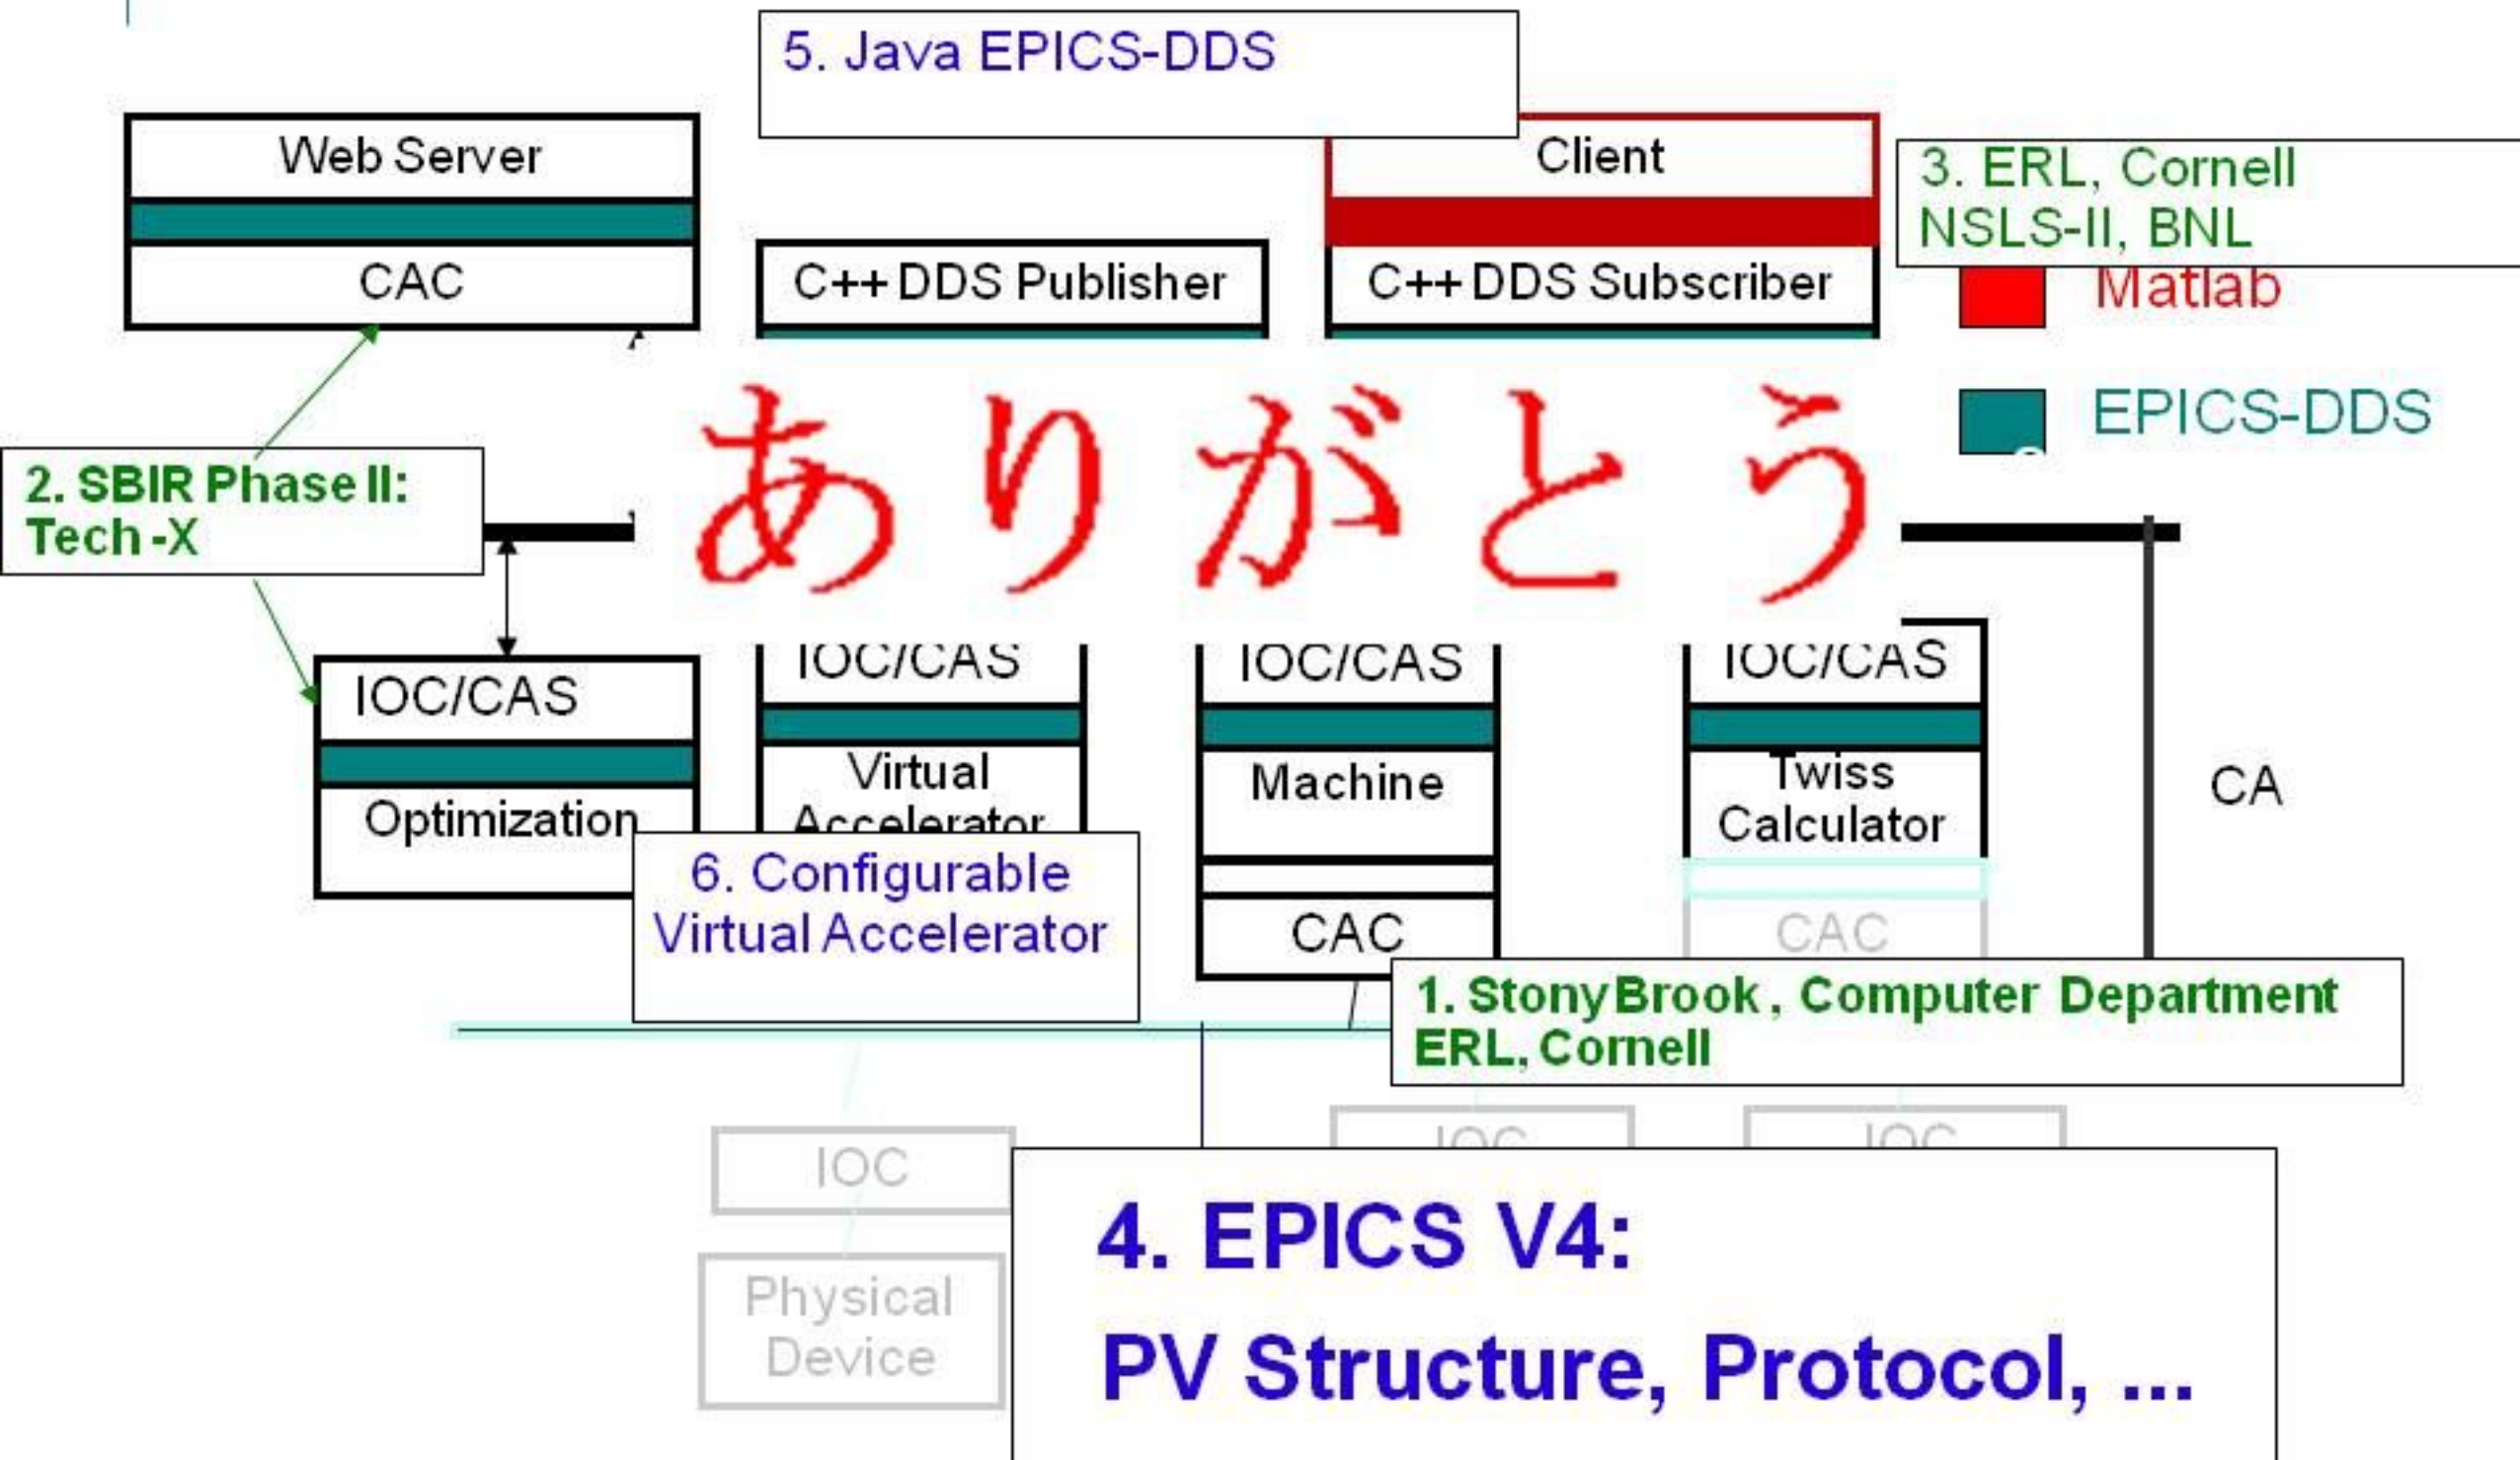 5. Java EPICS-DDS
Web Server
CAC
C++ DDS Publisher
Client
C++ DDS Subscriber
3. ERL, Cornell
NSLS-II, BNL
Matlab
EPICS-DDS
2. SBIR Phase II:
Tech -X
ありがとう
IOC/CAS
Optimization
IOC/CAS
Virtual
Accelerator
IOC/CAS
Machine
CAC
IOC/CAS
Twiss
Calculator
CAC
CA
6. Configurable
Virtual Accelerator
1. Stony Brook, Computer Department
ERL, Cornell
IOC
IOC
IOC
Physical
Device
4. EPICS V4:
PV Structure, Protocol, ...